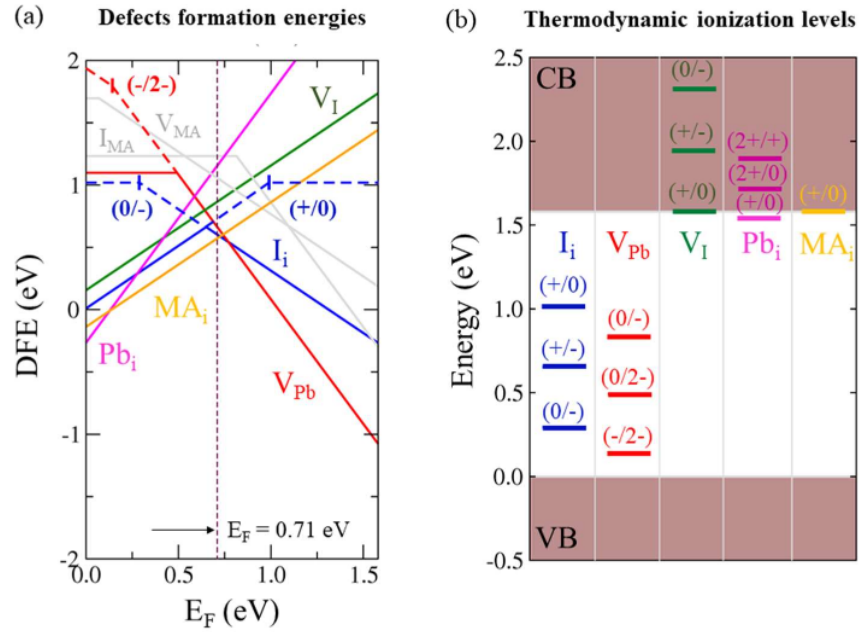 (a) Defects formation energies
2
(-/2-)
V_I
V_MA
I_MA
1
(0/-)
(+/0)
I_i
DFE (eV)
0
MA_i
Pb_i
V_Pb
-1
E_F = 0.71 eV
-2
0.0 0.5 1.0 1.5
E_F (eV)
(b) Thermodynamic ionization levels
2.5
CB
(0/-)
2.0
(+/-)
(2+/+)
(2+/0)
(+/0)
(+/0)
(+/0)
1.5
I_i V_Pb V_I Pb_i MA_i
Energy (eV)
(+/0)
1.0
(0/-)
(+/-)
0.5
(0/2-)
(0/-)
(-/2-)
0.0
VB
-0.5